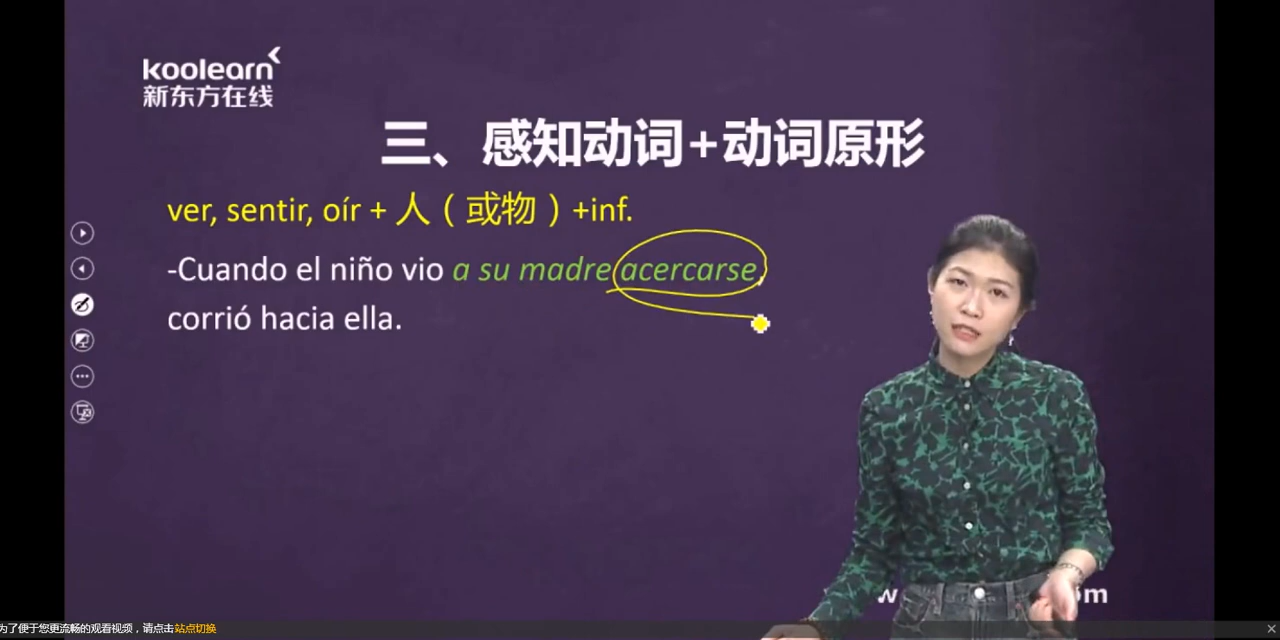 koolearn
新东方在线
三、感知动词+动词原形
ver, sentir, oír + 人（或物）+inf.
-Cuando el niño vio a su madre acercarse,
corrió hacia ella.
为了便于您更流畅的观看视频，请点击站点切换